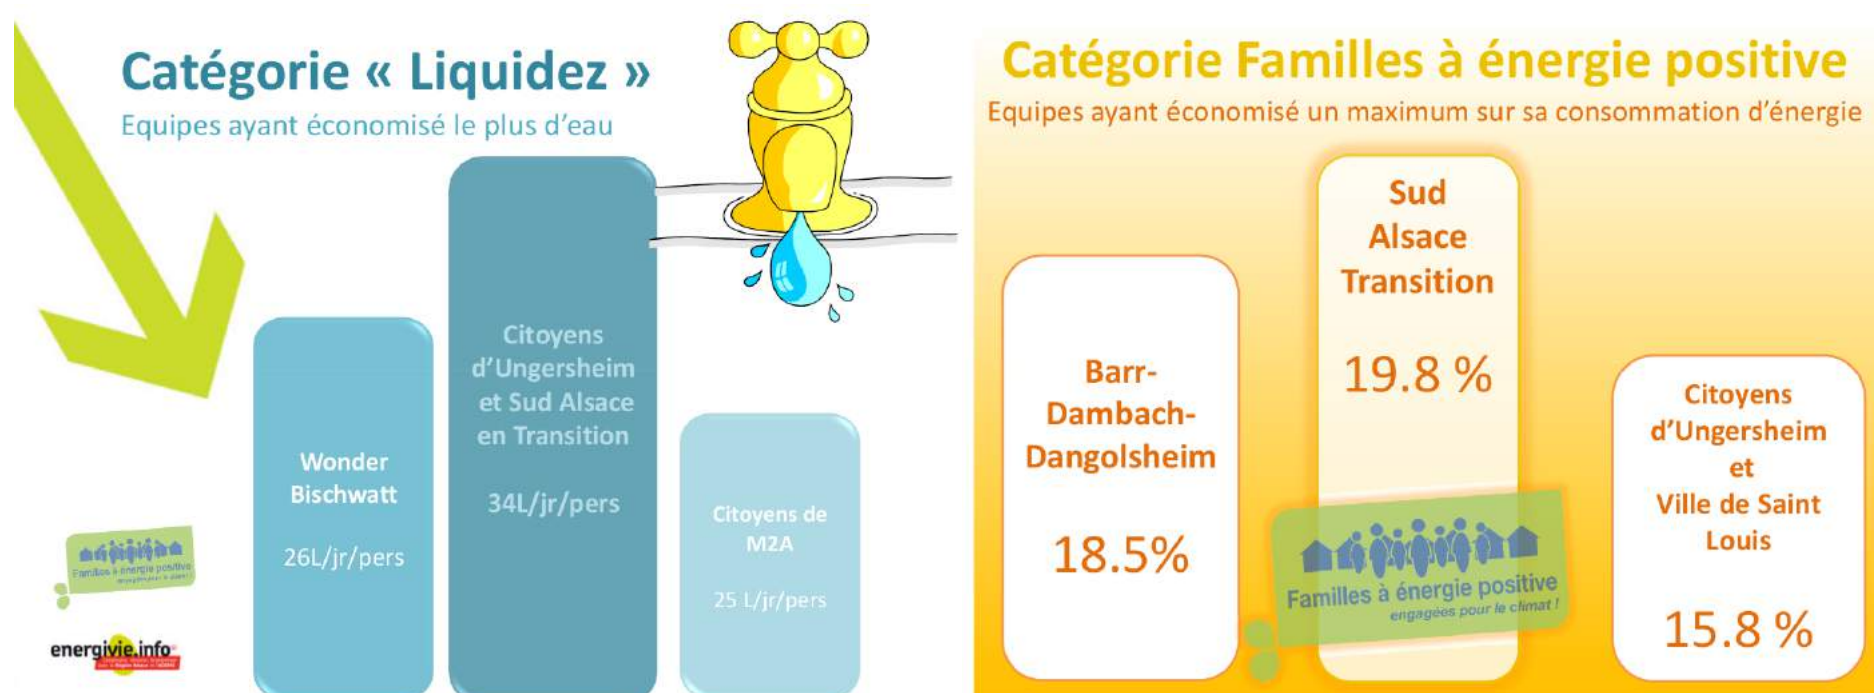 Catégorie « Liquidez »
Equipes ayant économisé le plus d'eau
Wonder
Bischwatt
26L/jr/pers
Citoyens
d'Ungersheim
et Sud Alsace
en Transition
34L/jr/pers
Citoyens de
M2A
25 L/jr/pers
Familles à énergie positive
energivie.info
Catégorie Familles à énergie positive
Equipes ayant économisé un maximum sur sa consommation d'énergie
Barr-
Dambach-
Dangolsheim
18.5%
Sud
Alsace
Transition
19.8 %
Citoyens
d'Ungersheim
et
Ville de Saint
Louis
15.8 %
Familles à énergie positive
engagées pour le climat !